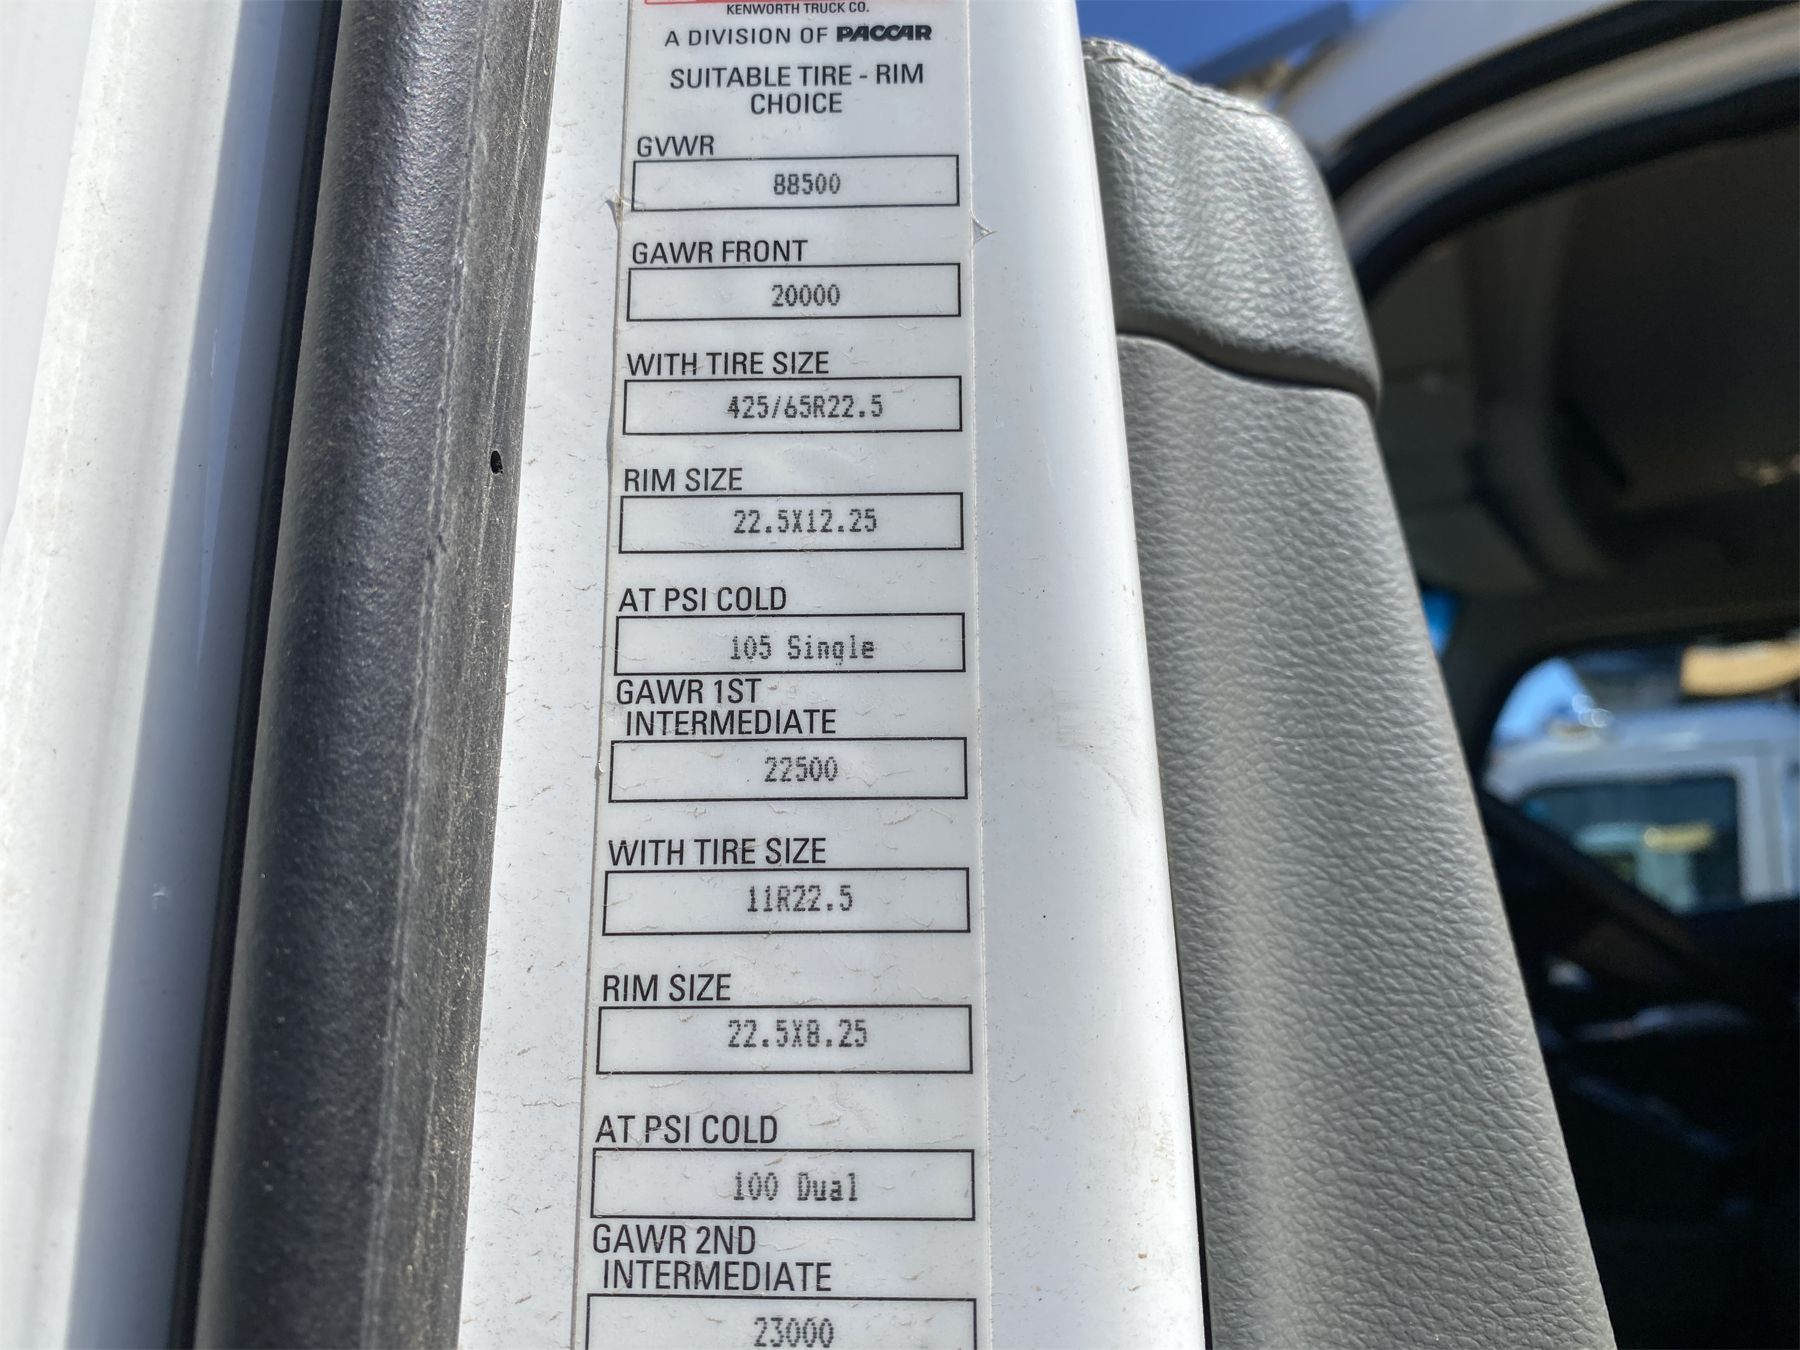 KENWORTH TRUCK CO.
A DIVISION OF PACCAR
SUITABLE TIRE - RIM
CHOICE
GVWR
88500
GAWR FRONT
20000
WITH TIRE SIZE
425/65R22.5
RIM SIZE
22.5X12.25
AT PSI COLD
105 Single
GAWR 1ST
INTERMEDIATE
22500
WITH TIRE SIZE
11R22.5
RIM SIZE
22.5X8.25
AT PSI COLD
100 Dual
GAWR 2ND
INTERMEDIATE
23000